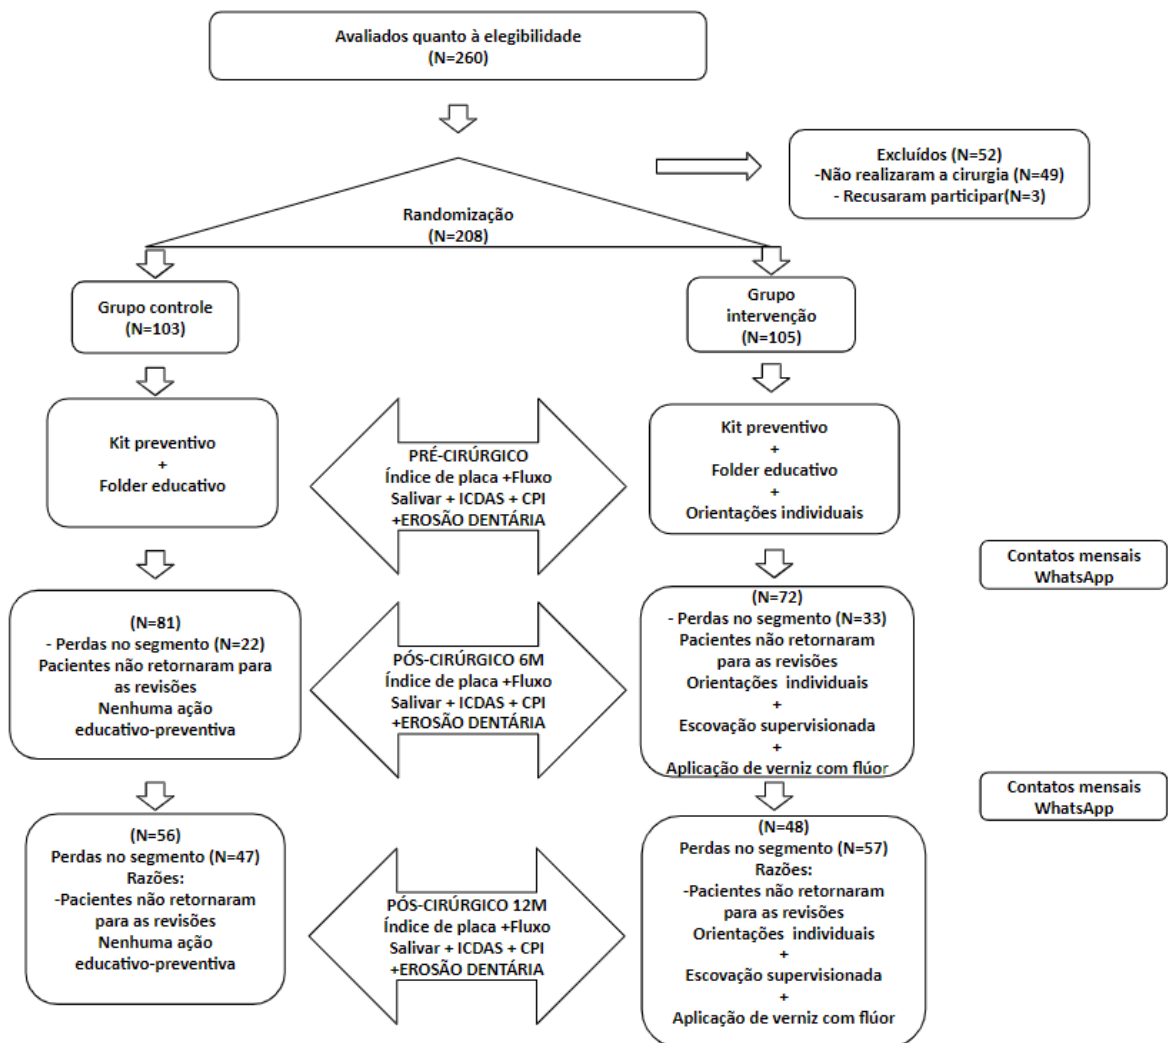 Avaliados quanto à elegibilidade
(N=260)
Excluídos (N=52)
-Não realizaram a cirurgia (N=49)
- Recusaram participar(N=3)
Randomização
(N=208)
Grupo controle
(N=103)
Grupo
intervenção
(N=105)
Kit preventivo
+
Folder educativo
PRÉ-CIRÚRGICO
Índice de placa +Fluxo
Salivar + ICDAS + CPI
+EROSÃO DENTÁRIA
Kit preventivo
+
Folder educativo
+
Orientações individuais
Contatos mensais
WhatsApp
(N=81)
- Perdas no segmento (N=22)
Pacientes não retornaram para
as revisões
Nenhuma ação
educativo-preventiva
PÓS-CIRÚRGICO 6M
Índice de placa +Fluxo
Salivar + ICDAS + CPI
+EROSÃO DENTÁRIA
(N=72)
- Perdas no segmento (N=33)
Pacientes não retornaram
para as revisões
Orientações individuais
+
Escovação supervisionada
+
Aplicação de verniz com flúor
Contatos mensais
WhatsApp
(N=56)
Perdas no segmento (N=47)
Razões:
-Pacientes não retornaram
para as revisões
Nenhuma ação
educativo-preventiva
PÓS-CIRÚRGICO 12M
Índice de placa +Fluxo
Salivar + ICDAS + CPI
+EROSÃO DENTÁRIA
(N=48)
Perdas no segmento (N=57)
Razões:
-Pacientes não retornaram
para as revisões
Orientações individuais
+
Escovação supervisionada
+
Aplicação de verniz com flúor